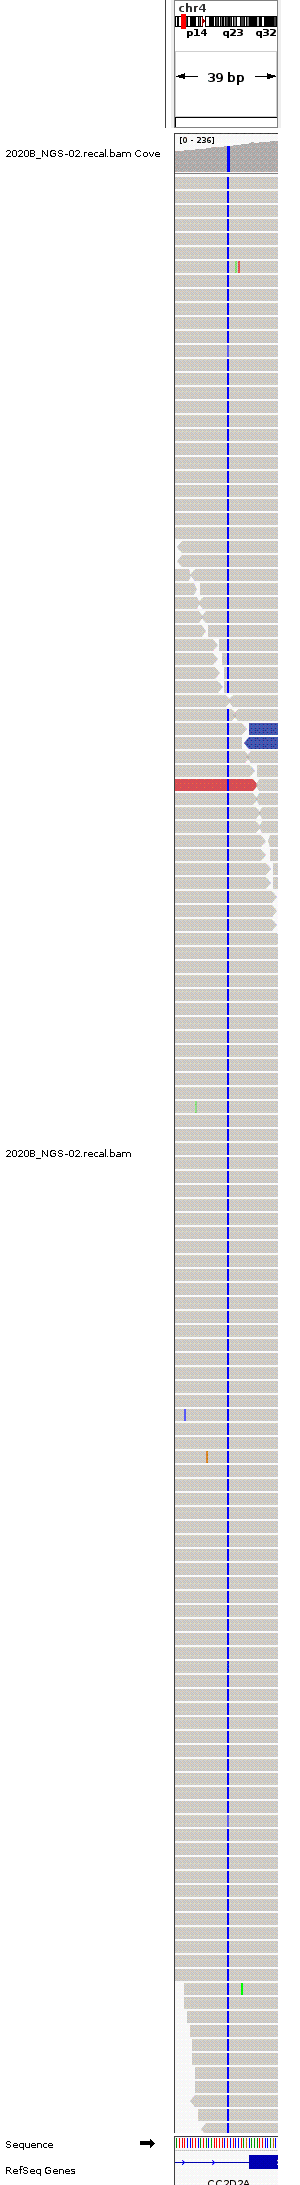 chr4
p14 q23 q32
39 bp
[0 - 236]
2020B_NGS-02.recal.bam Cove
2020B_NGS-02.recal.bam
Sequence
RefSeq Genes
CC2D2A